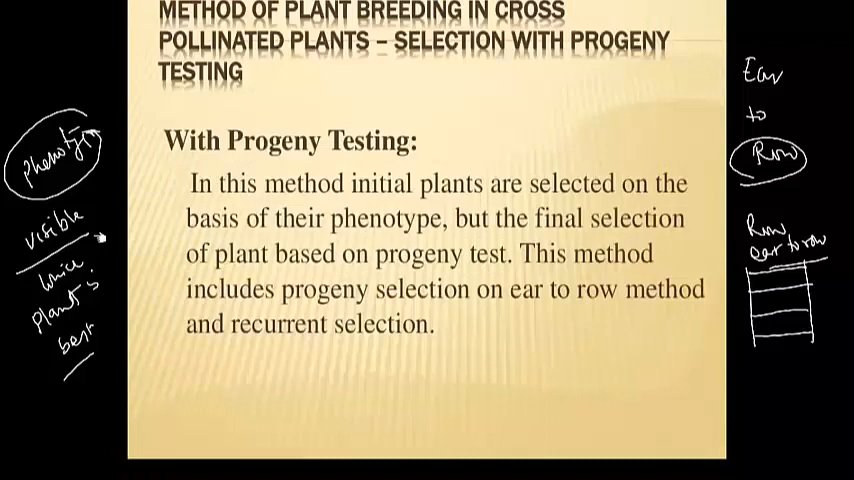 METHOD OF PLANT BREEDING IN CROSS
POLLINATED PLANTS – SELECTION WITH PROGENY
TESTING
With Progeny Testing:
In this method initial plants are selected on the
basis of their phenotype, but the final selection
of plant based on progeny test. This method
includes progeny selection on ear to row method
and recurrent selection.
visible
plant
best
Ear
to
Row
Row
ear to row